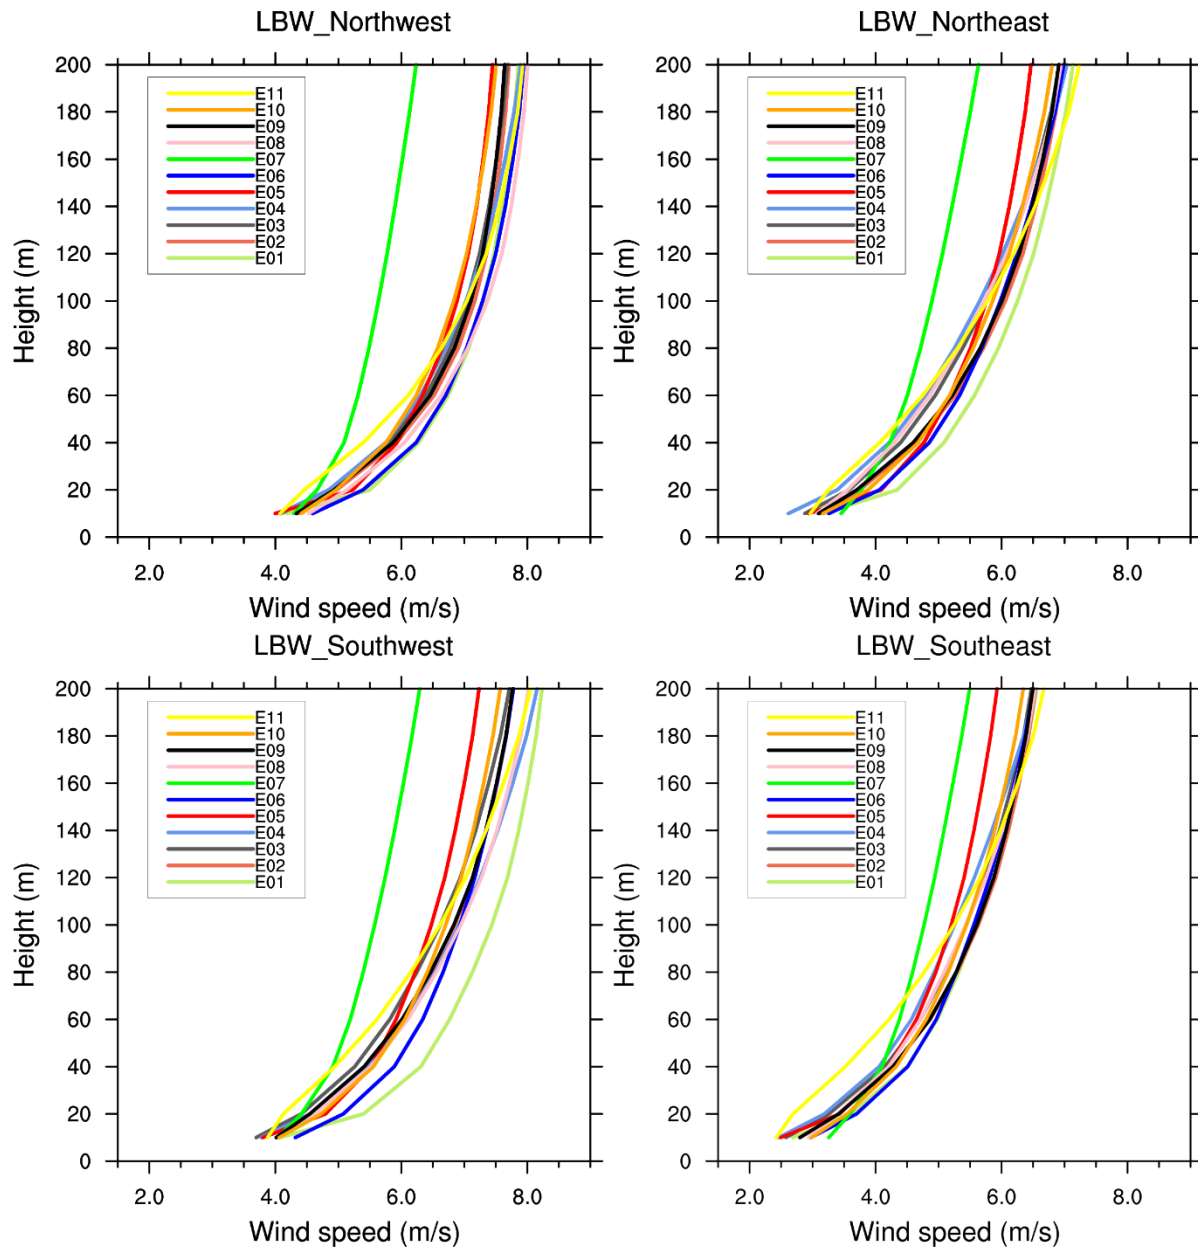 LBW_Northwest
200
180
160
140
120
100
80
60
40
20
0
Height (m)
E11
E10
E09
E08
E07
E06
E05
E04
E03
E02
E01
2.0 4.0 6.0 8.0
Wind speed (m/s)
LBW_Northeast
200
180
160
140
120
100
80
60
40
20
0
Height (m)
E11
E10
E09
E08
E07
E06
E05
E04
E03
E02
E01
2.0 4.0 6.0 8.0
Wind speed (m/s)
LBW_Southwest
200
180
160
140
120
100
80
60
40
20
0
Height (m)
E11
E10
E09
E08
E07
E06
E05
E04
E03
E02
E01
2.0 4.0 6.0 8.0
Wind speed (m/s)
LBW_Southeast
200
180
160
140
120
100
80
60
40
20
0
Height (m)
E11
E10
E09
E08
E07
E06
E05
E04
E03
E02
E01
2.0 4.0 6.0 8.0
Wind speed (m/s)